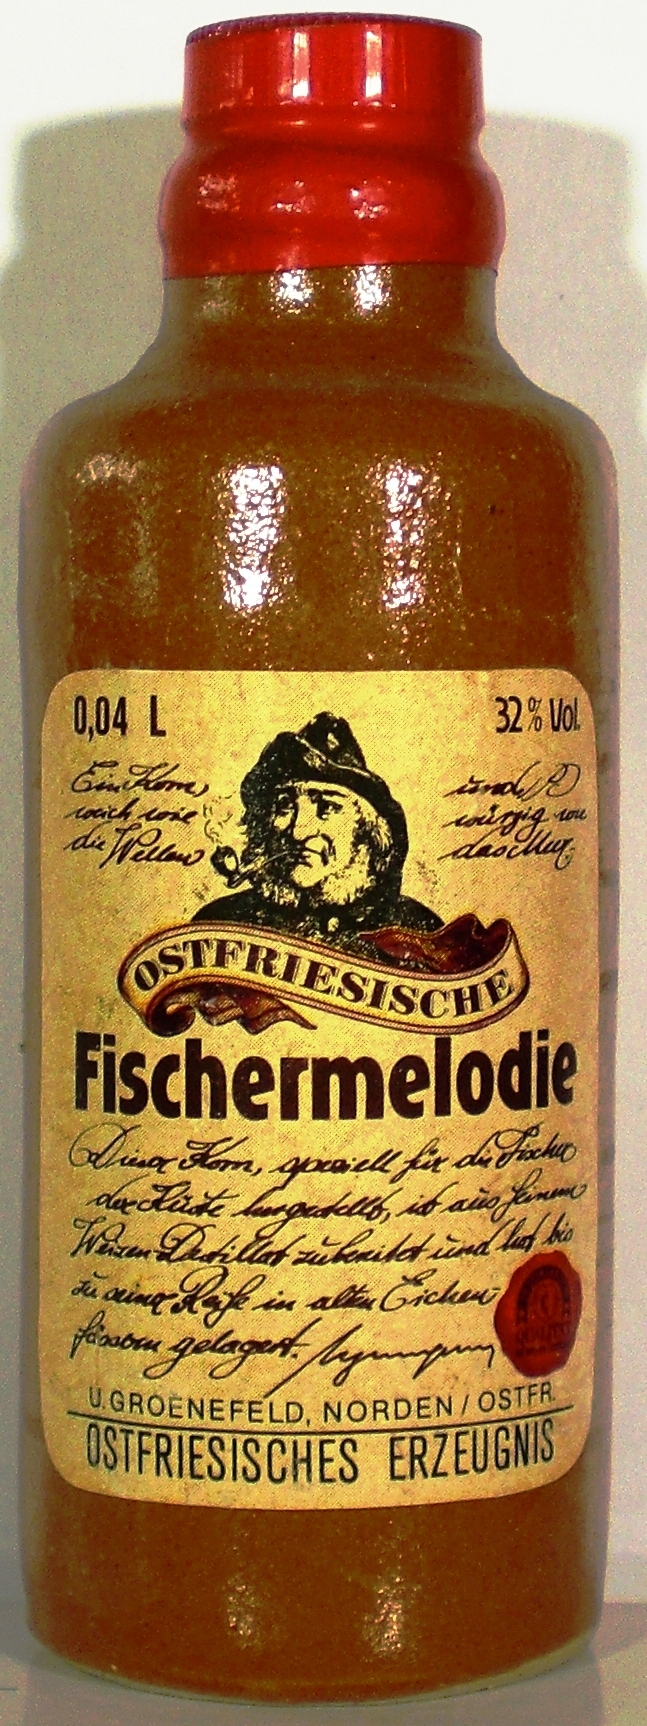 0,04 L
32% Vol.
Ein Korn,
weich wie
die Wellen
und
würzig wie
das Meer
OSTFRIESISCHE
Fischermelodie
Dieser Korn, speziell für die Fischer
der Küste hergestellt, ist aus feinem
Weizen-Destillat zubereitet und hat bis
zu seiner Reife in alten Eichen
fässern gelagert.
U. GROENEFELD, NORDEN / OSTFR.
OSTFRIESISCHES ERZEUGNIS